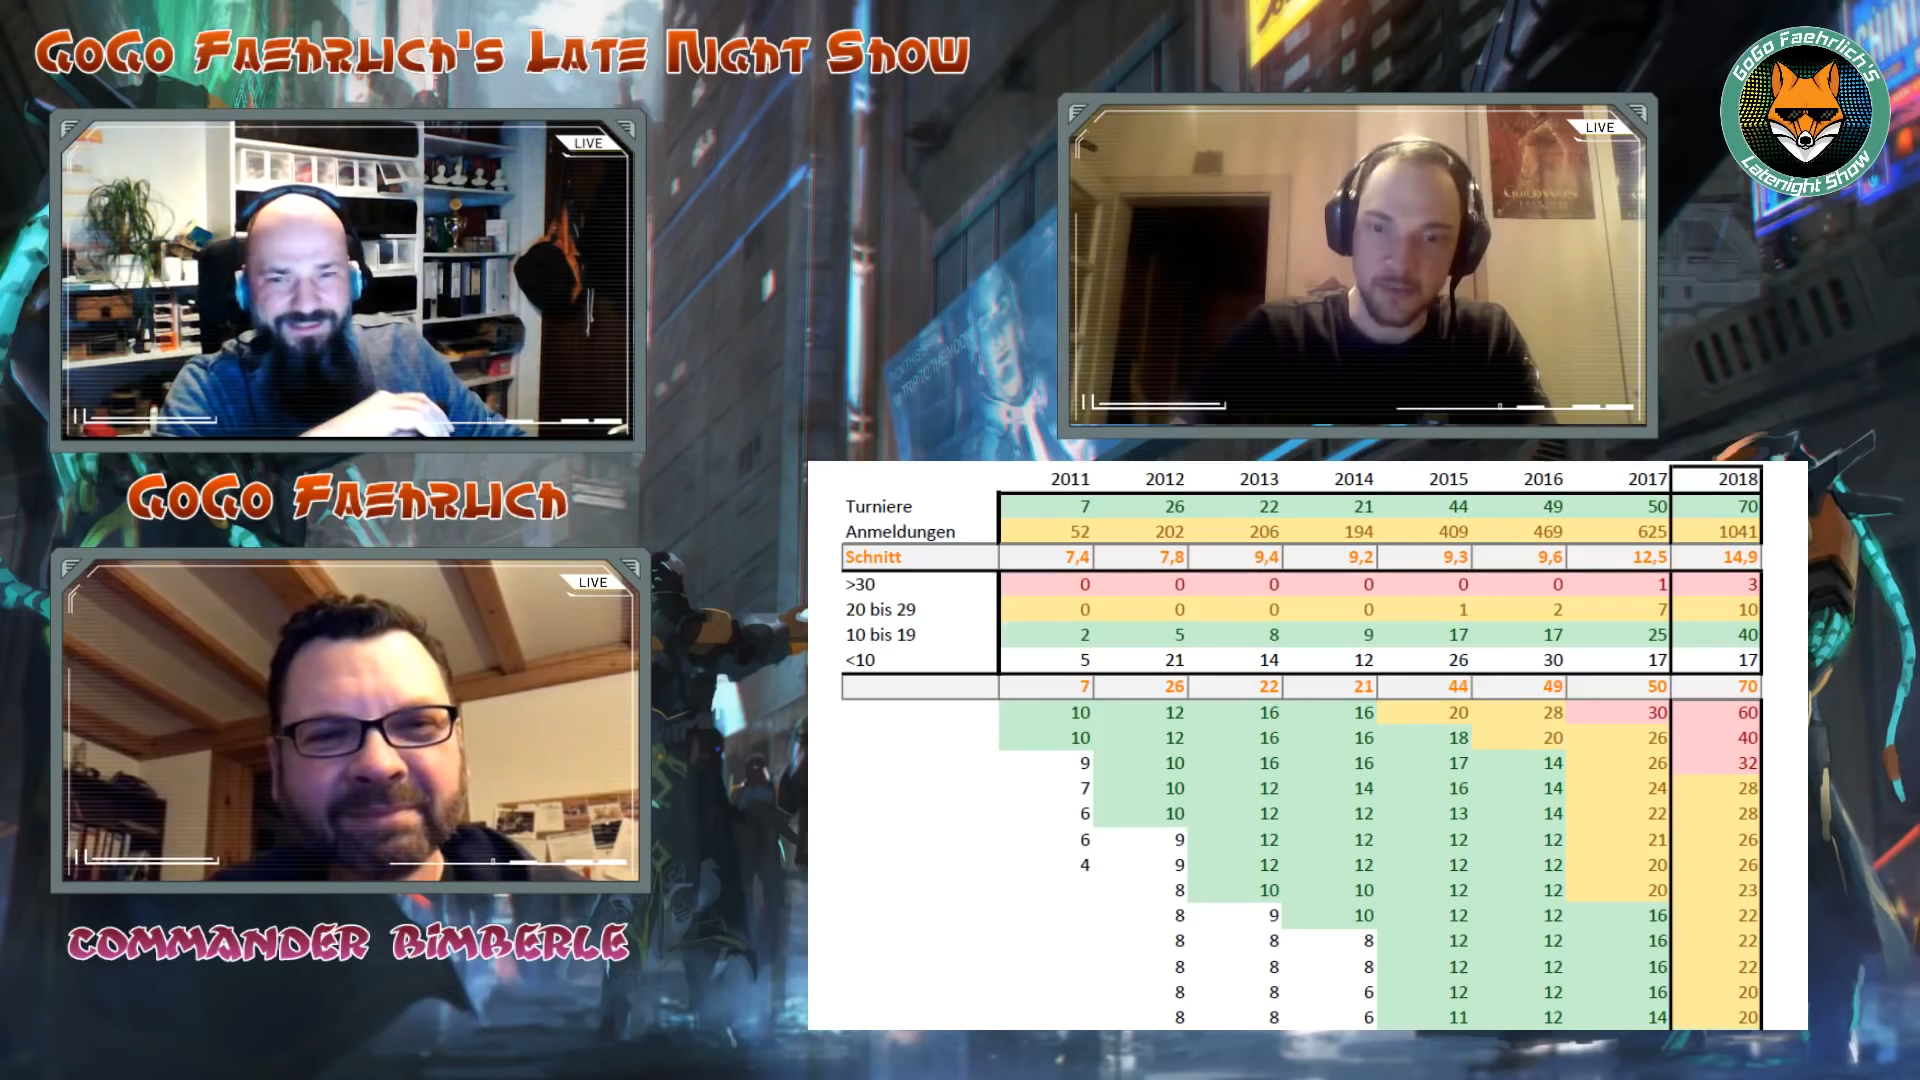 GoGo Faehrlich's Late Night Show
GoGo Faehrlich's
Latenight Show
LIVE
LIVE
GUILD WARS
GoGo Faehrlich
LIVE
COMMANDER BIMBERLE
2011 2012 2013 2014 2015 2016 2017 2018
Turniere 7 26 22 21 44 49 50 70
Anmeldungen 52 202 206 194 409 469 625 1041
Schnitt 7,4 7,8 9,4 9,2 9,3 9,6 12,5 14,9
>30 0 0 0 0 0 0 1 3
20 bis 29 0 0 0 0 1 2 7 10
10 bis 19 2 5 8 9 17 17 25 40
<10 5 21 14 12 26 30 17 17
7 26 22 21 44 49 50 70
10 12 16 16 20 28 30 60
10 12 16 16 18 20 26 40
9 10 16 16 17 14 26 32
7 10 12 14 16 14 24 28
6 10 12 12 13 14 22 28
6 9 12 12 12 12 21 26
4 9 12 12 12 12 20 26
8 10 10 12 12 20 23
8 9 10 12 12 16 22
8 8 8 12 12 16 22
8 8 8 12 12 16 22
8 8 6 12 12 16 20
8 8 6 11 12 14 20